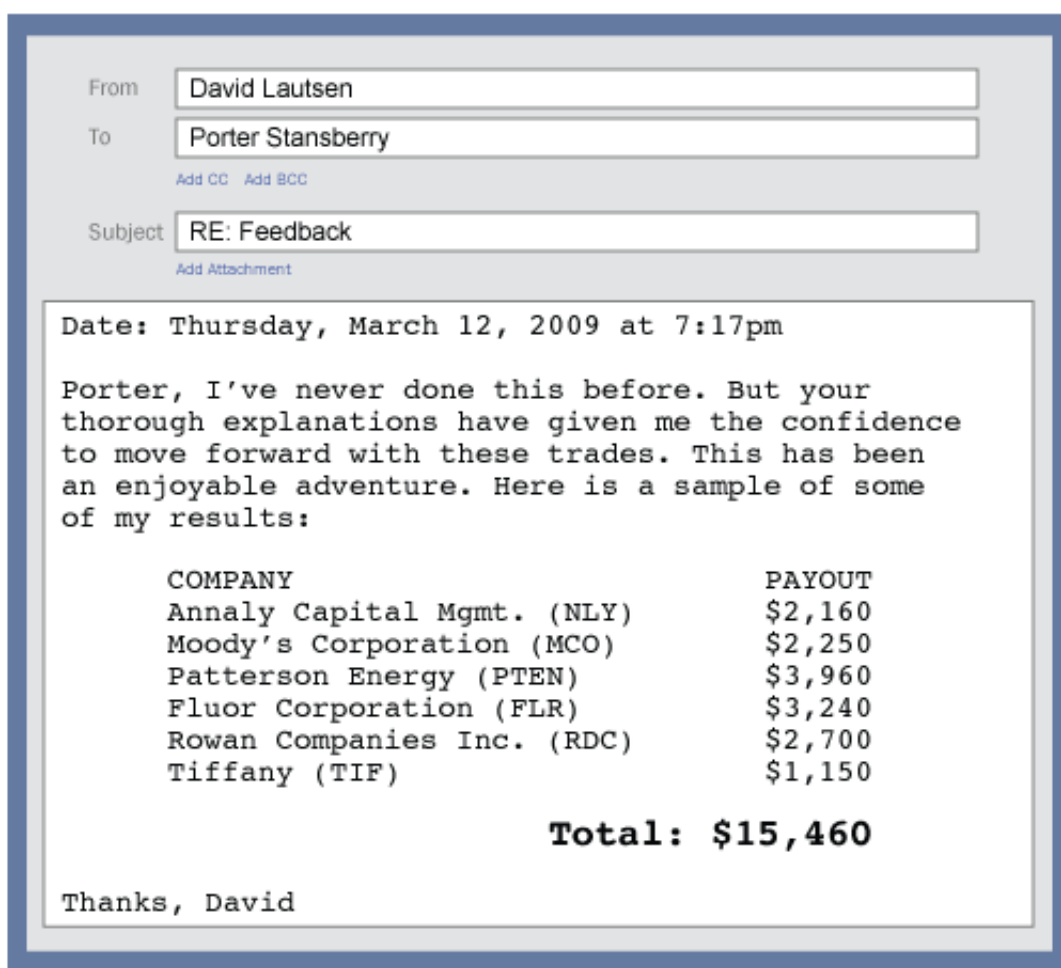 From David Lautsen
To Porter Stansberry
Add CC Add BCC
Subject RE: Feedback
Add Attachment
Date: Thursday, March 12, 2009 at 7:17pm
Porter, I've never done this before. But your
thorough explanations have given me the confidence
to move forward with these trades. This has been
an enjoyable adventure. Here is a sample of some
of my results:
COMPANY PAYOUT
Annaly Capital Mgmt. (NLY) $2,160
Moody's Corporation (MCO) $2,250
Patterson Energy (PTEN) $3,960
Fluor Corporation (FLR) $3,240
Rowan Companies Inc. (RDC) $2,700
Tiffany (TIF) $1,150
Total: $15,460
Thanks, David